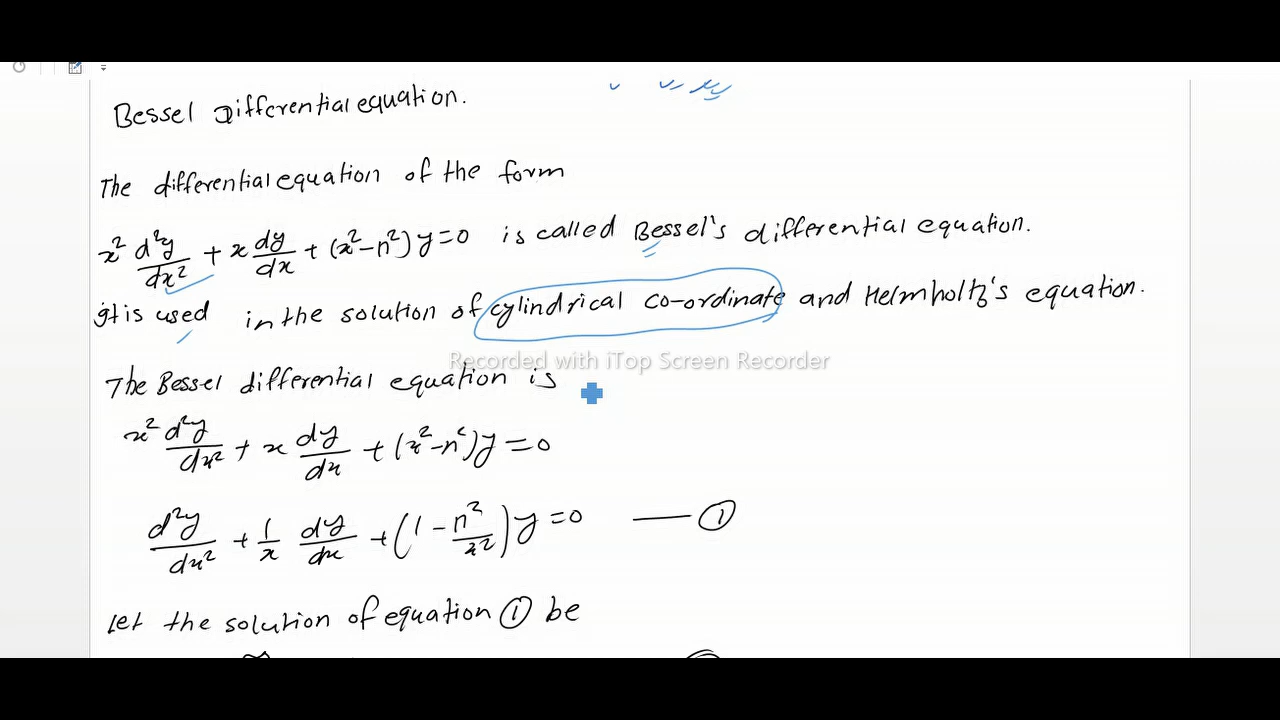 Bessel Differential equation.
The differential equation of the form
x² d²y/dx² + x dy/dx + (x²-n²)y=0 is called Bessel's differential equation.
It is used in the solution of cylindrical co-ordinate and Helmholtz's equation.
Recorded with iTop Screen Recorder
The Bessel differential equation is
x² d²y/dx² + x dy/dx + (x²-n²)y=0
d²y/dx² + 1/x dy/dx + (1 - n²/x²)y=0 — ①
Let the solution of equation ① be